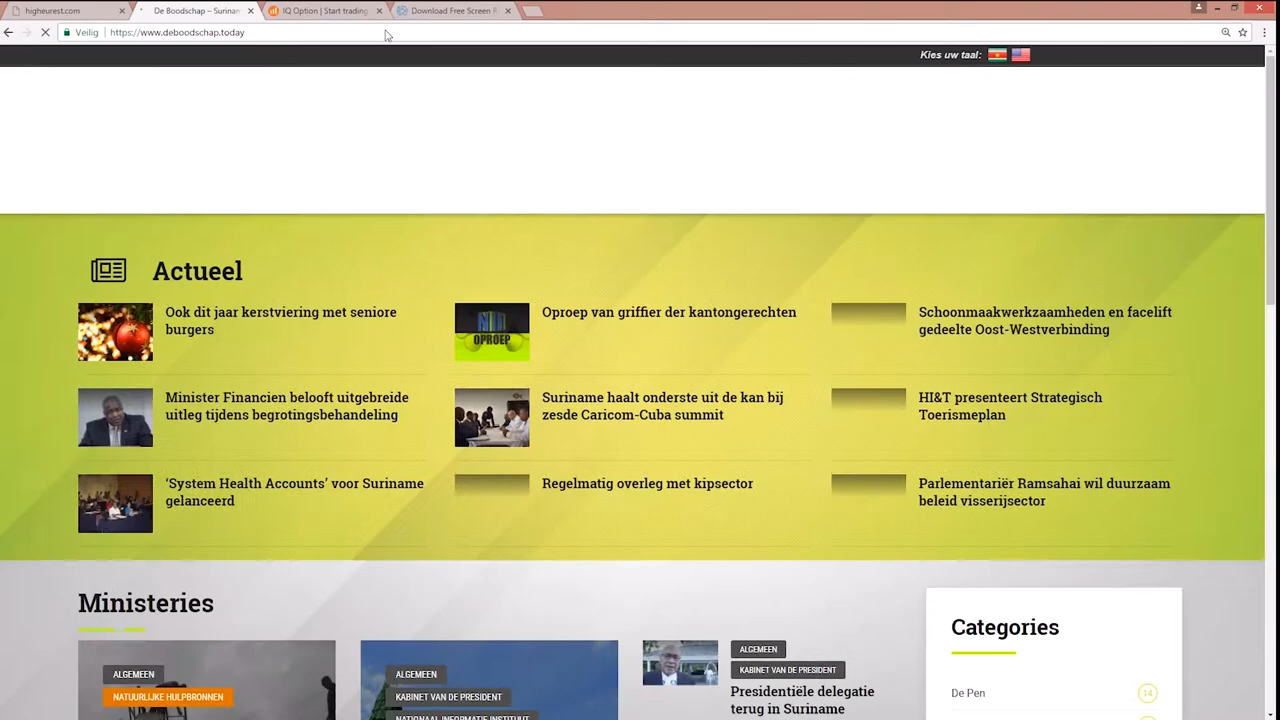 higheurest.com
De Boodschap – Surinam
IQ Option | Start trading
Download Free Screen R
Veilig
https://www.deboodschap.today
Kies uw taal:
Actueel
Ook dit jaar kerstviering met seniore
burgers
Oproep van griffier der kantongerechten
OPROEP
Schoonmaakwerkzaamheden en facelift
gedeelte Oost-Westverbinding
Minister Financien belooft uitgebreide
uitleg tijdens begrotingsbehandeling
Suriname haalt onderste uit de kan bij
zesde Caricom-Cuba summit
HI&T presenteert Strategisch
Toerismeplan
‘System Health Accounts’ voor Suriname
gelanceerd
Regelmatig overleg met kipsector
Parlementariër Ramsahai wil duurzaam
beleid visserijsector
Ministeries
ALGEMEEN
NATUURLIJKE HULPBRONNEN
ALGEMEEN
KABINET VAN DE PRESIDENT
NATIONAAL INFORMATIE INSTITUUT
ALGEMEEN
KABINET VAN DE PRESIDENT
Presidentiële delegatie
terug in Suriname
Categories
De Pen
14